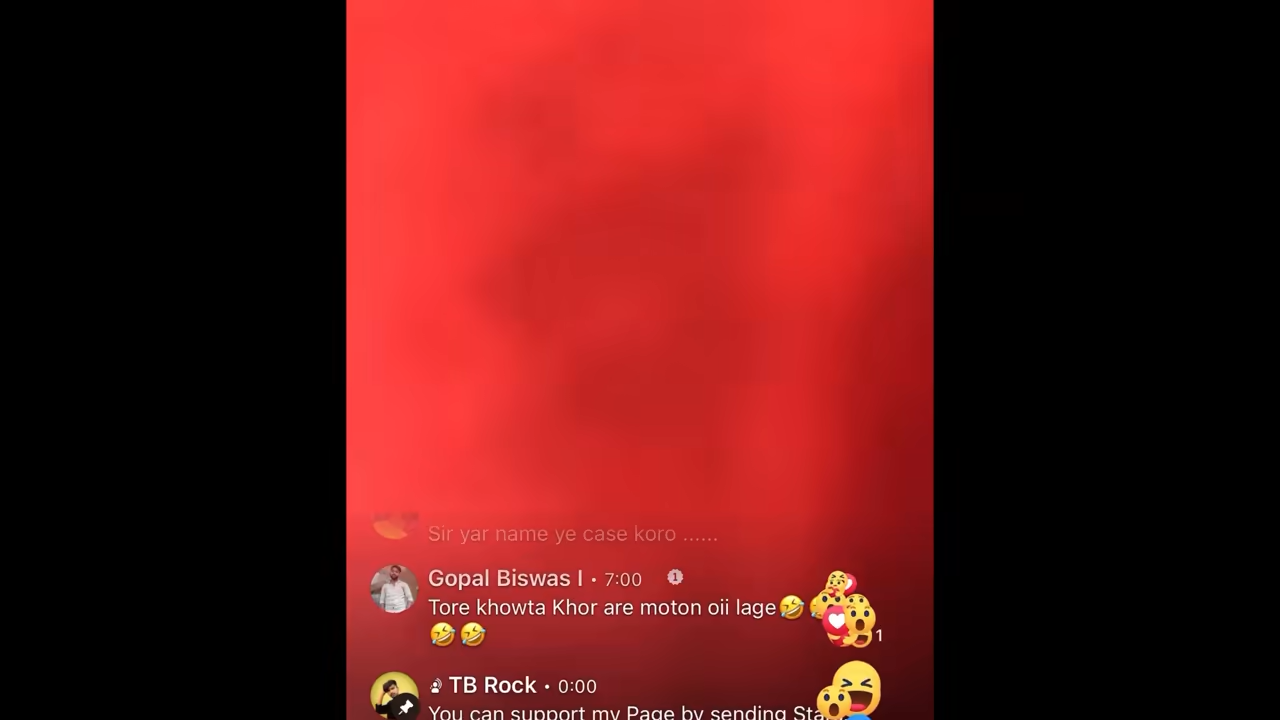 Sir yar name ye case koro ......
Gopal Biswas I • 7:00
Tore khowta Khor are moton oii lage🤣
🤣🤣
1
TB Rock • 0:00
You can support my Page by sending